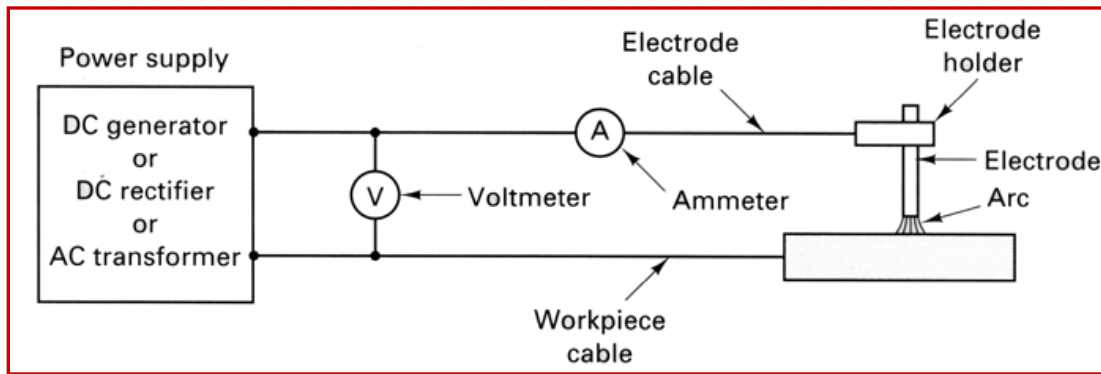 Power supply
DC generator
or
DC rectifier
or
AC transformer
V
Voltmeter
A
Ammeter
Electrode
cable
Electrode
holder
Electrode
Arc
Workpiece
cable